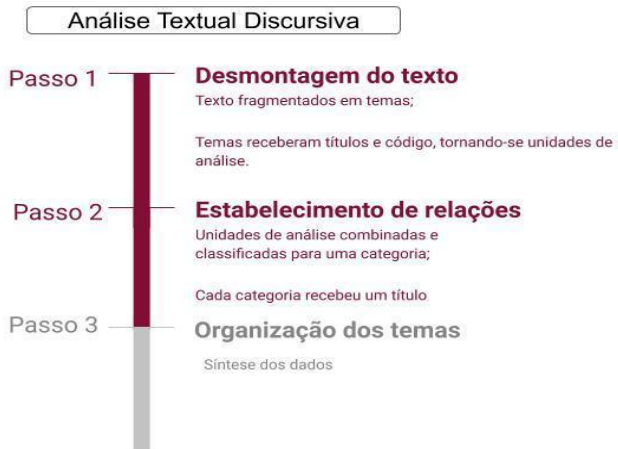 Análise Textual Discursiva
Passo 1
Desmontagem do texto
Texto fragmentados em temas;
Temas receberam títulos e código, tornando-se unidades de
análise.
Passo 2
Estabelecimento de relações
Unidades de análise combinadas e
classificadas para uma categoria;
Cada categoria recebeu um título
Passo 3
Organização dos temas
Síntese dos dados